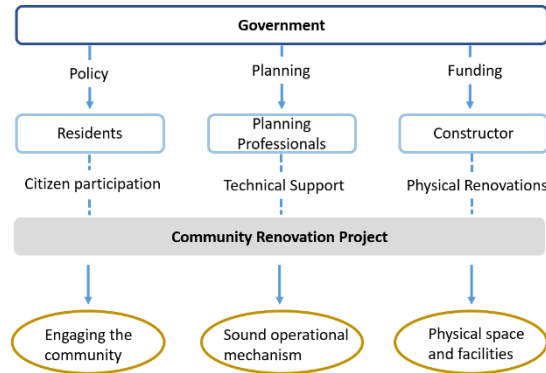 Government
Policy
Planning
Funding
Residents
Planning
Professionals
Constructor
Citizen participation
Technical Support
Physical Renovations
Community Renovation Project
Engaging the
community
Sound operational
mechanism
Physical space
and facilities